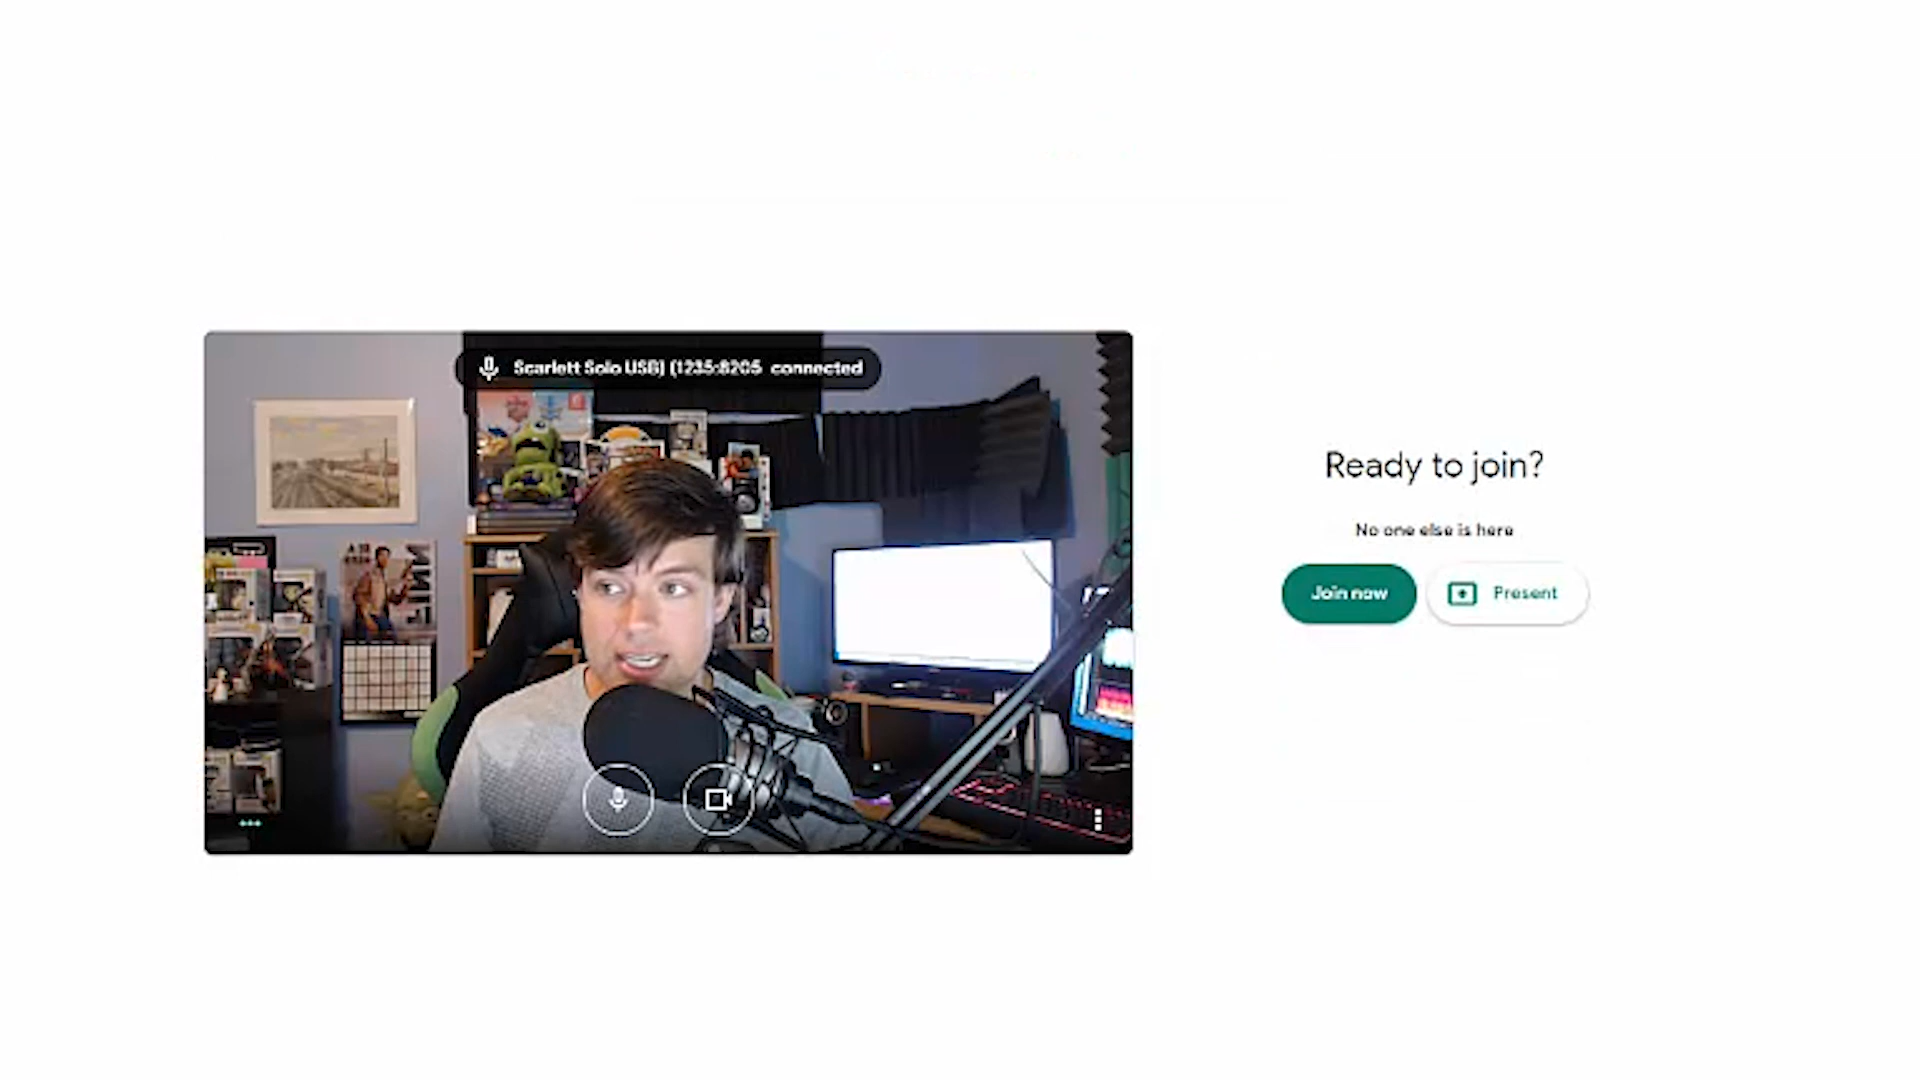 Scarlett Solo USB) (1235:8205 connected
Ready to join?
No one else is here
Join now
Present